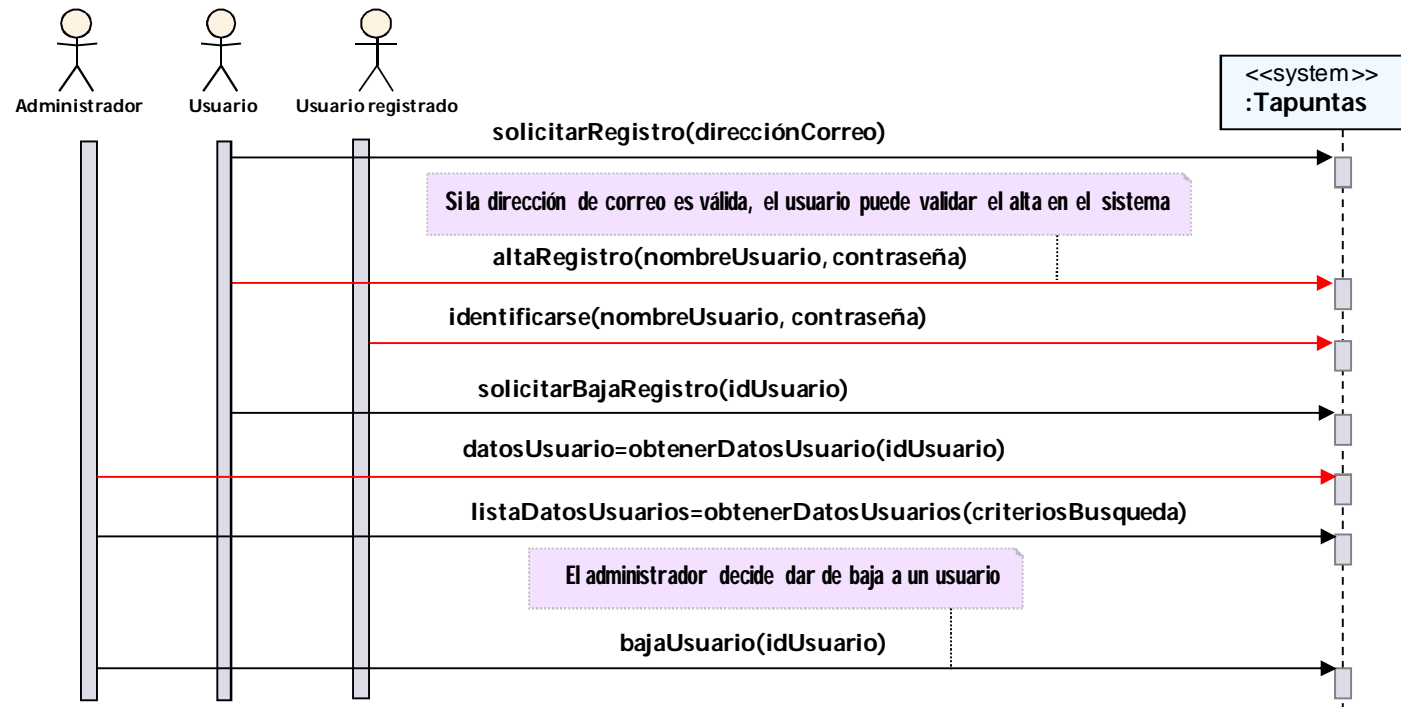 Administrador
Usuario
Usuario registrado
<<system>>
:Tapuntas
solicitarRegistro(direcciónCorreo)
Si la dirección de correo es válida, el usuario puede validar el alta en el sistema
altaRegistro(nombreUsuario, contraseña)
identificarse(nombreUsuario, contraseña)
solicitarBajaRegistro(idUsuario)
datosUsuario=obtenerDatosUsuario(idUsuario)
listaDatosUsuarios=obtenerDatosUsuarios(criteriosBusqueda)
El administrador decide dar de baja a un usuario
bajaUsuario(idUsuario)